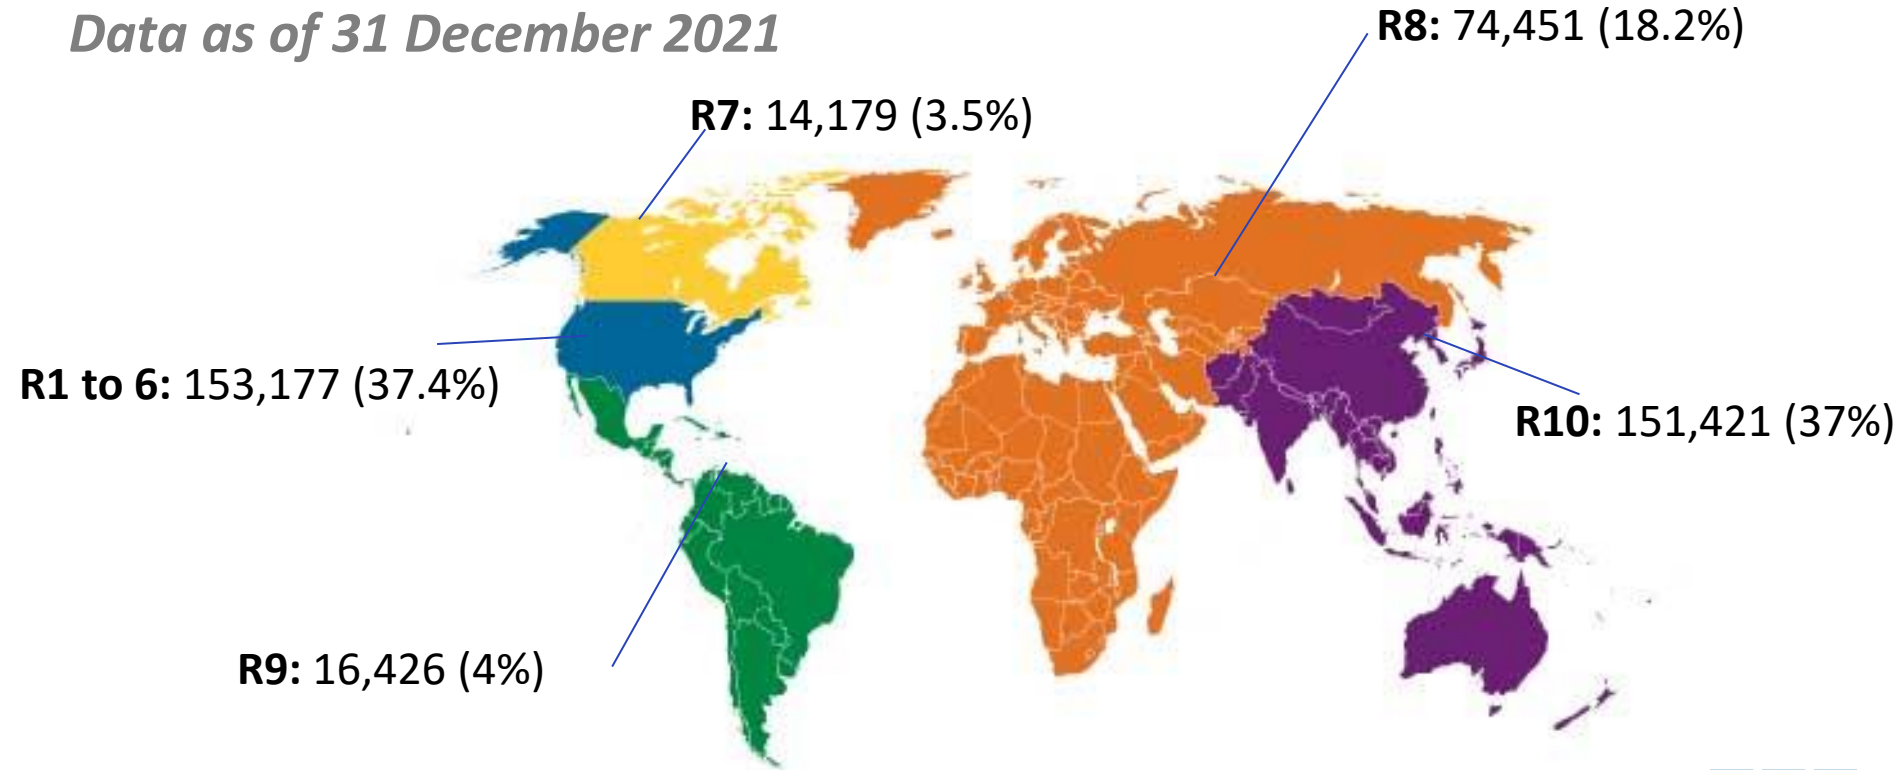 Data as of 31 December 2021
R8: 74,451 (18.2%)
R7: 14,179 (3.5%)
R1 to 6: 153,177 (37.4%)
R10: 151,421 (37%)
R9: 16,426 (4%)